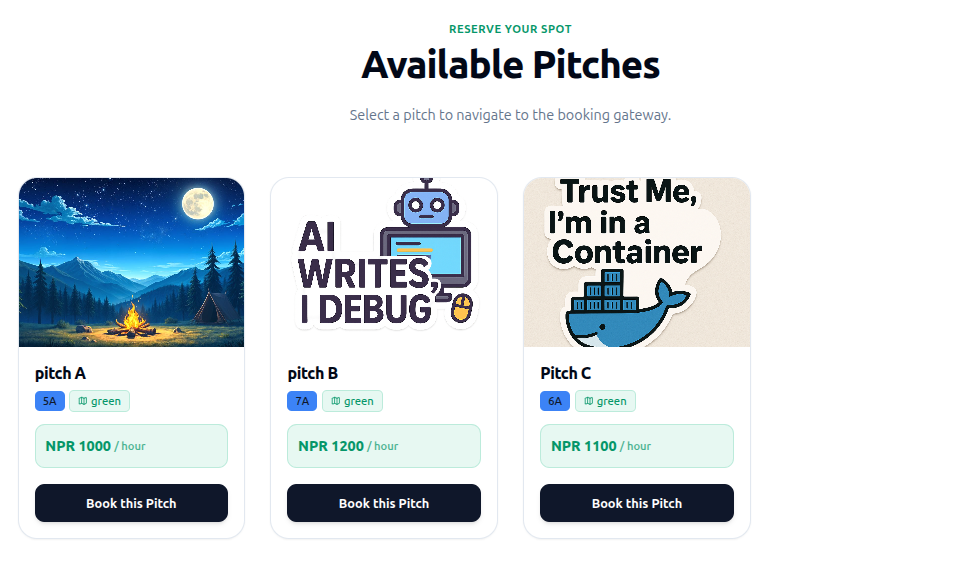 RESERVE YOUR SPOT
Available Pitches
Select a pitch to navigate to the booking gateway.
AI
WRITES,
I DEBUG
Trust Me,
I'm in a
Container
pitch A
5A
green
NPR 1000 / hour
Book this Pitch
pitch B
7A
green
NPR 1200 / hour
Book this Pitch
Pitch C
6A
green
NPR 1100 / hour
Book this Pitch